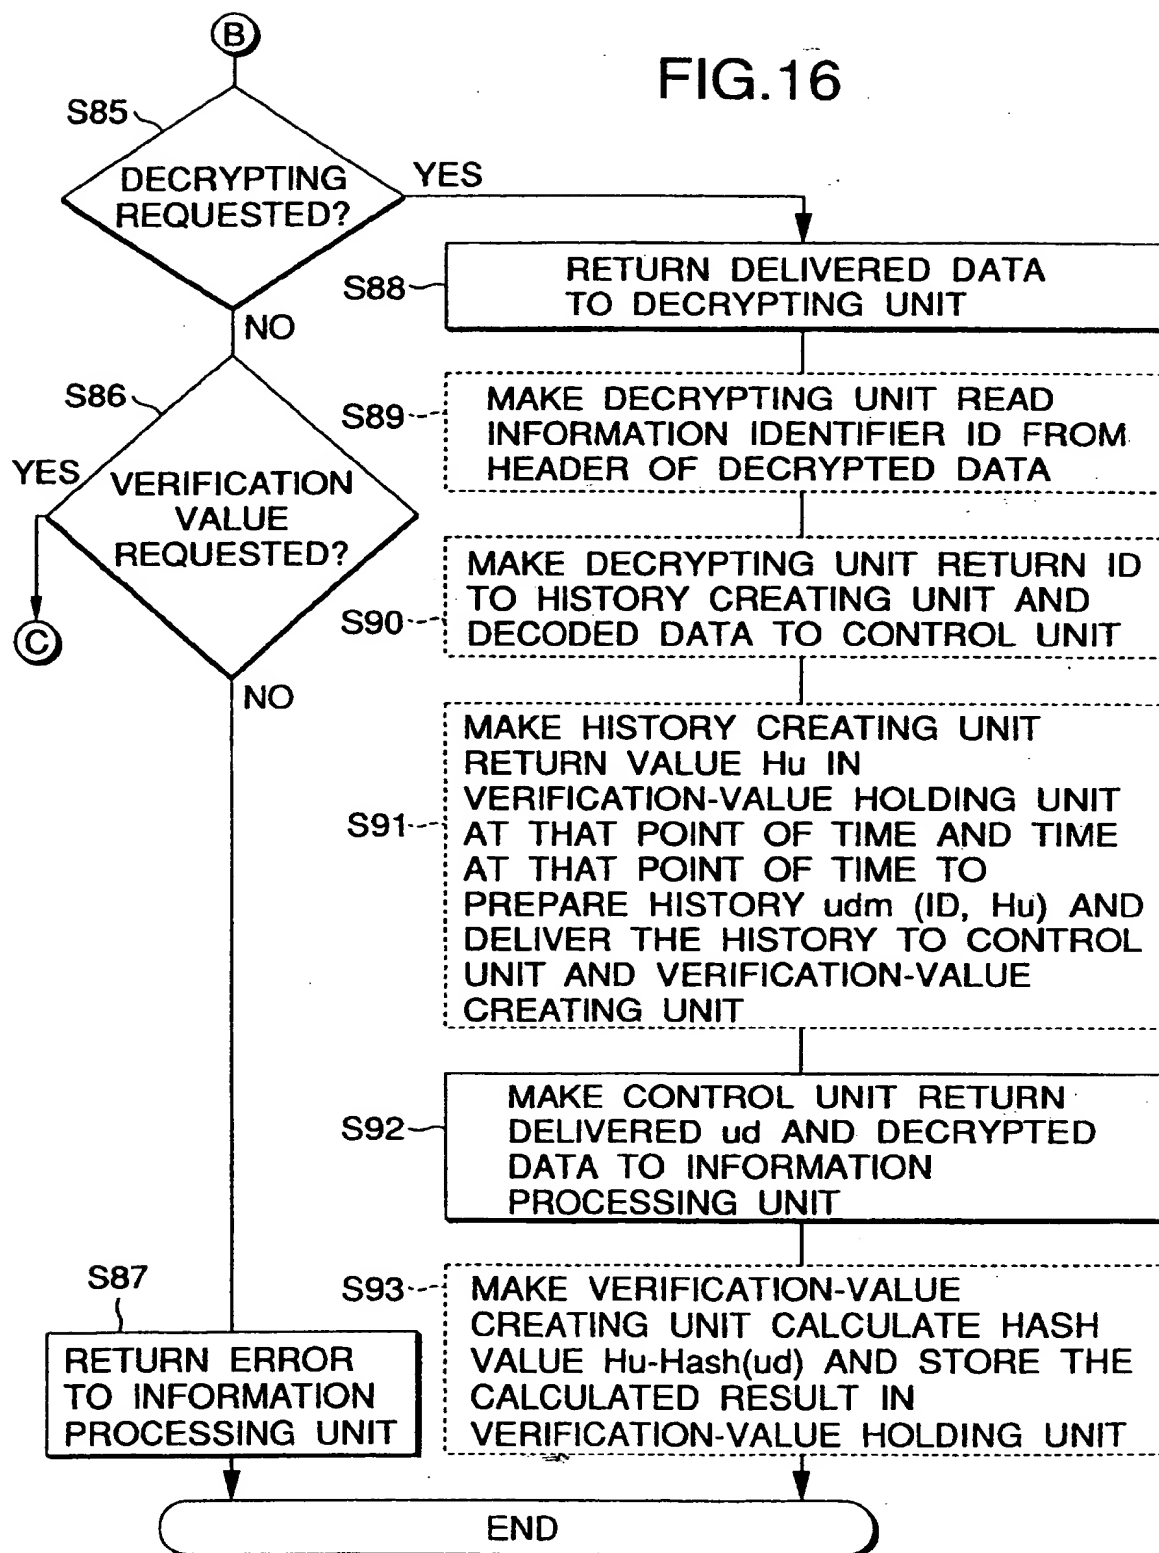 FIG.16
B
S85
DECRYPTING
REQUESTED?
YES
NO
S86
YES
VERIFICATION
VALUE
REQUESTED?
C
NO
S87
RETURN ERROR
TO INFORMATION
PROCESSING UNIT
S88
RETURN DELIVERED DATA
TO DECRYPTING UNIT
S89
MAKE DECRYPTING UNIT READ
INFORMATION IDENTIFIER ID FROM
HEADER OF DECRYPTED DATA
S90
MAKE DECRYPTING UNIT RETURN ID
TO HISTORY CREATING UNIT AND
DECODED DATA TO CONTROL UNIT
S91
MAKE HISTORY CREATING UNIT
RETURN VALUE Hu IN
VERIFICATION-VALUE HOLDING UNIT
AT THAT POINT OF TIME AND TIME
AT THAT POINT OF TIME TO
PREPARE HISTORY udm (ID, Hu) AND
DELIVER THE HISTORY TO CONTROL
UNIT AND VERIFICATION-VALUE
CREATING UNIT
S92
MAKE CONTROL UNIT RETURN
DELIVERED ud AND DECRYPTED
DATA TO INFORMATION
PROCESSING UNIT
S93
MAKE VERIFICATION-VALUE
CREATING UNIT CALCULATE HASH
VALUE Hu-Hash(ud) AND STORE THE
CALCULATED RESULT IN
VERIFICATION-VALUE HOLDING UNIT
END